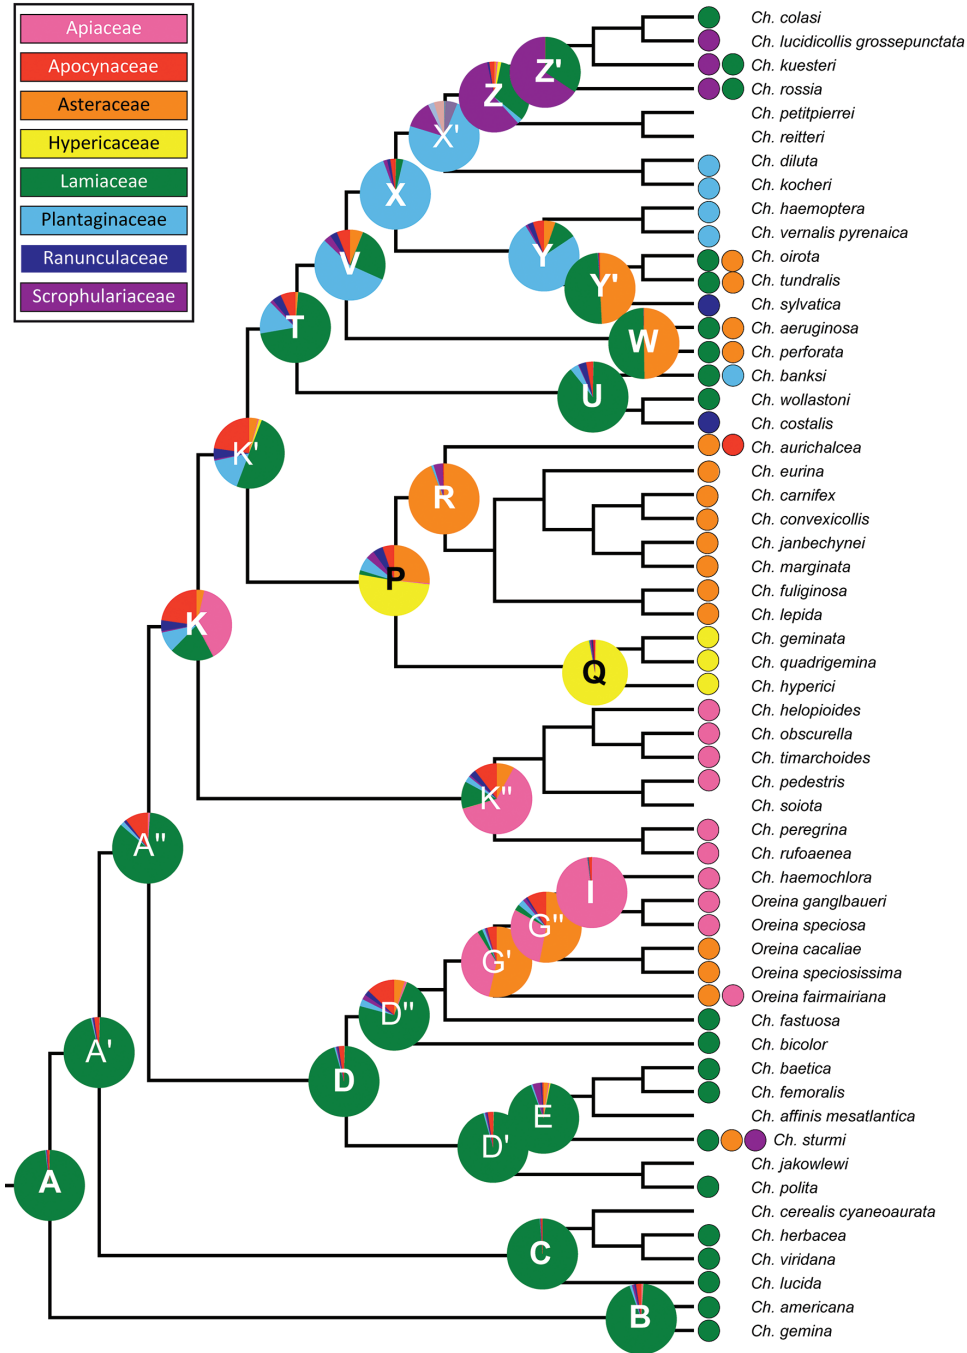 Apiaceae
Apocynaceae
Asteraceae
Hypericaceae
Lamiaceae
Plantaginaceae
Ranunculaceae
Scrophulariaceae
Ch. colasi
Ch. lucidicollis grossepunctata
Z'
Ch. kuesteri
Z
Ch. rossia
Ch. petitpierrei
X'
Ch. reitteri
Ch. diluta
Ch. kocheri
X
Ch. haemoptera
Ch. vernalis pyrenaica
Y
Ch. oirota
V
Ch. tundralis
Y'
Ch. sylvatica
T
Ch. aeruginosa
W
Ch. perforata
Ch. banksi
U
Ch. wollastoni
Ch. costalis
Ch. aurichalcea
K'
Ch. eurina
R
Ch. carnifex
Ch. convexicollis
Ch. janbechynei
Ch. marginata
P
Ch. fuliginosa
Ch. lepida
K
Ch. geminata
Ch. quadrigemina
Q
Ch. hyperici
Ch. helopioides
Ch. obscurella
Ch. timarchoides
Ch. pedestris
K"
Ch. soiota
Ch. peregrina
A"
Ch. rufoaenea
Ch. haemochlora
I
Oreina ganglbaueri
Oreina speciosa
G"
Oreina cacaliae
G'
Oreina speciosissima
Oreina fairmairiana
D"
Ch. fastuosa
Ch. bicolor
A'
Ch. baetica
D
Ch. femoralis
Ch. affinis mesatlantica
E
Ch. sturmi
D'
Ch. jakowlewi
A
Ch. polita
Ch. cerealis cyaneoaurata
Ch. herbacea
C
Ch. viridana
Ch. lucida
Ch. americana
B
Ch. gemina